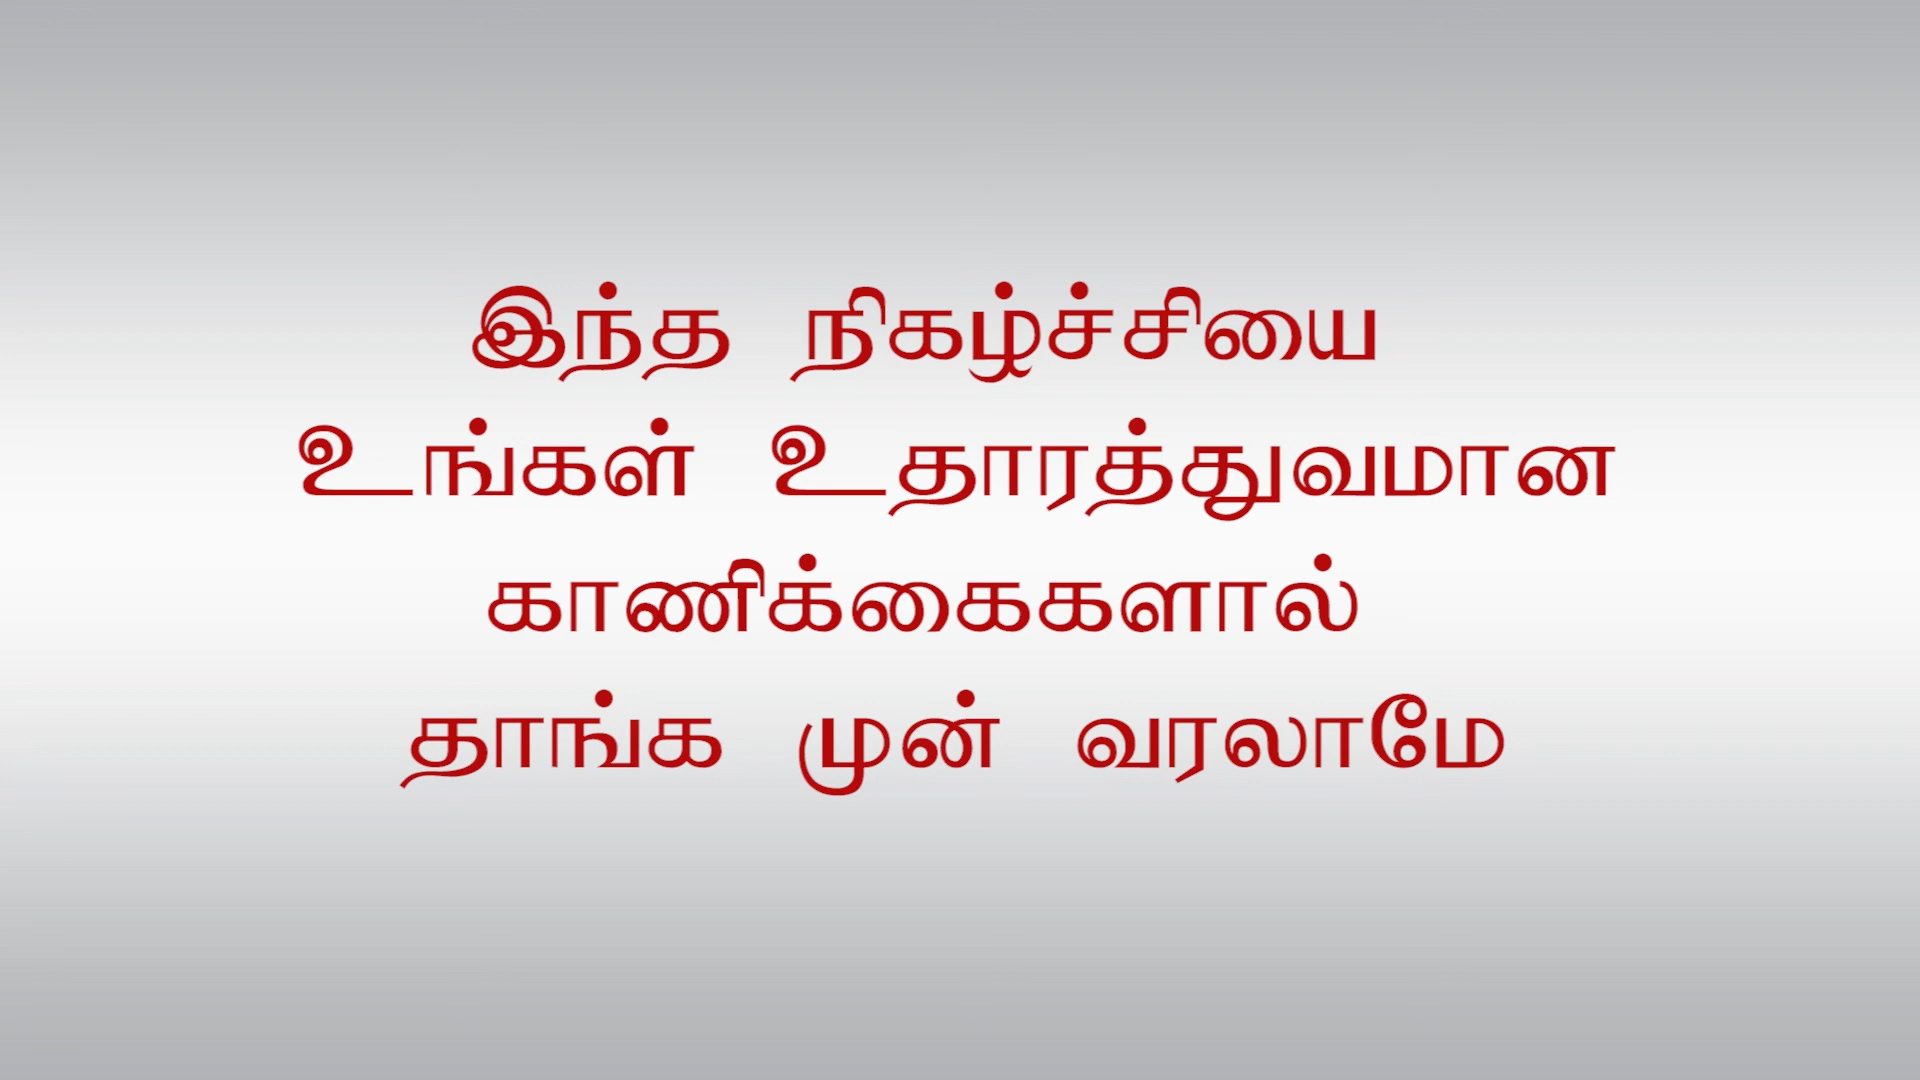 இந்த நிகழ்ச்சியை
உங்கள் உதாரத்துவமான
காணிக்கைகளால்
தாங்க முன் வரலாமே